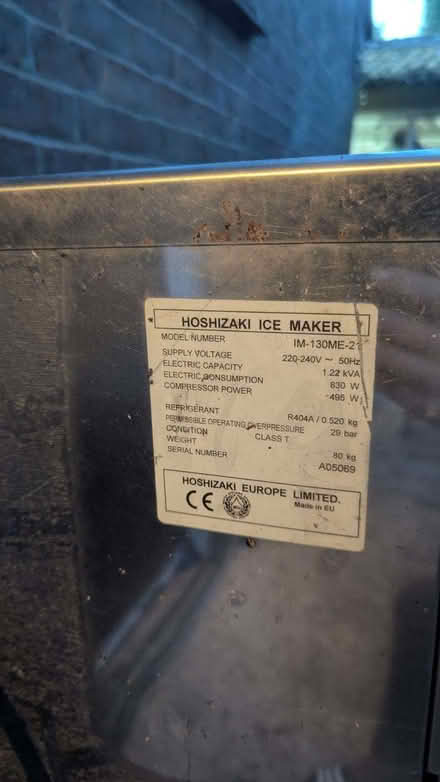 HOSHIZAKI ICE MAKER
MODEL NUMBER IM-130ME-21
SUPPLY VOLTAGE 220-240V ~ 50Hz
ELECTRIC CAPACITY 1.22 kVA
ELECTRIC CONSUMPTION 830 W
COMPRESSOR POWER 495 W
REFRIGERANT R404A / 0.520 kg
PERMISSIBLE OPERATING OVERPRESSURE 29 bar
CONDITION CLASS T
WEIGHT 80 kg
SERIAL NUMBER A05069
HOSHIZAKI EUROPE LIMITED.
CE Made in EU